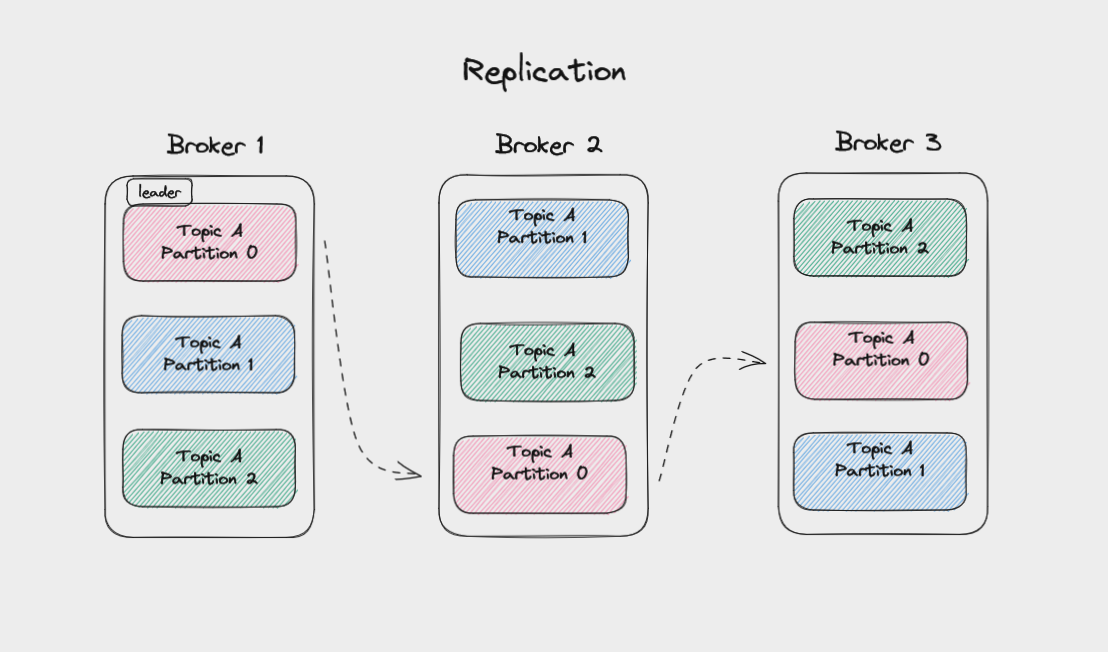 Replication
Broker 1
leader
Topic A
Partition 0
Topic A
Partition 1
Topic A
Partition 2
Broker 2
Topic A
Partition 1
Topic A
Partition 2
Topic A
Partition 0
Broker 3
Topic A
Partition 2
Topic A
Partition 0
Topic A
Partition 1